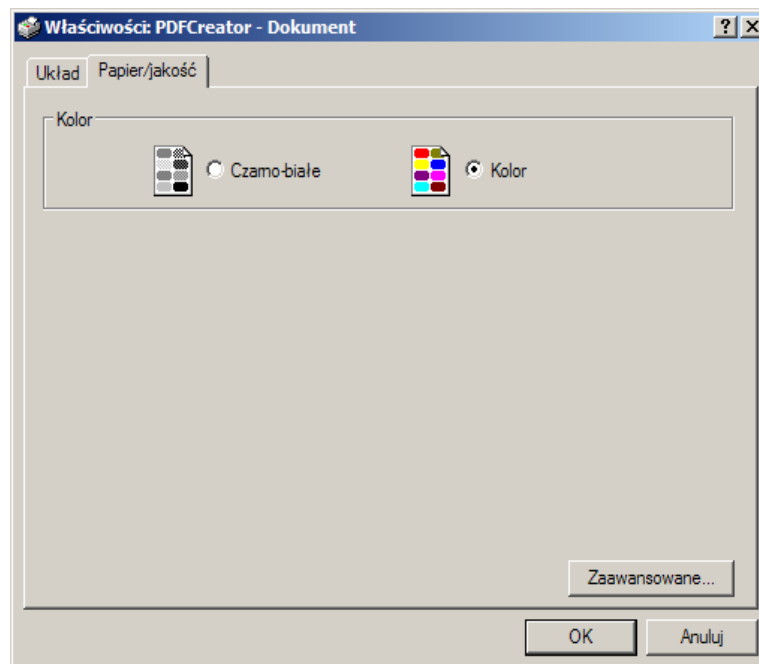 Właściwości: PDFCreator - Dokument
Układ Papier/jakość
Kolor
Czarno-białe Kolor
Zaawansowane...
OK Anuluj